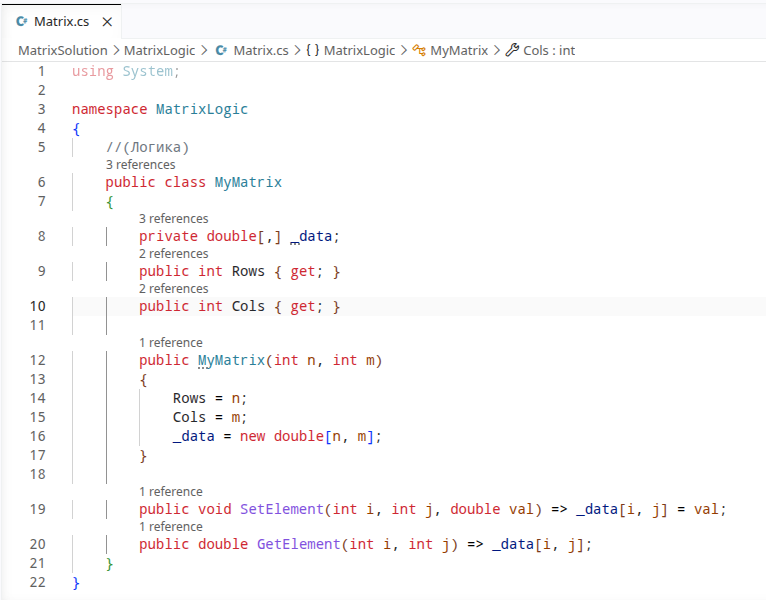 Matrix.cs
MatrixSolution > MatrixLogic > Matrix.cs > { } MatrixLogic > MyMatrix > Cols : int
1 using System;
2
3 namespace MatrixLogic
4 {
5 //(Логика)
3 references
6 public class MyMatrix
7 {
3 references
8 private double[,] _data;
2 references
9 public int Rows { get; }
2 references
10 public int Cols { get; }
11
1 reference
12 public MyMatrix(int n, int m)
13 {
14 Rows = n;
15 Cols = m;
16 _data = new double[n, m];
17 }
18
1 reference
19 public void SetElement(int i, int j, double val) => _data[i, j] = val;
1 reference
20 public double GetElement(int i, int j) => _data[i, j];
21 }
22 }